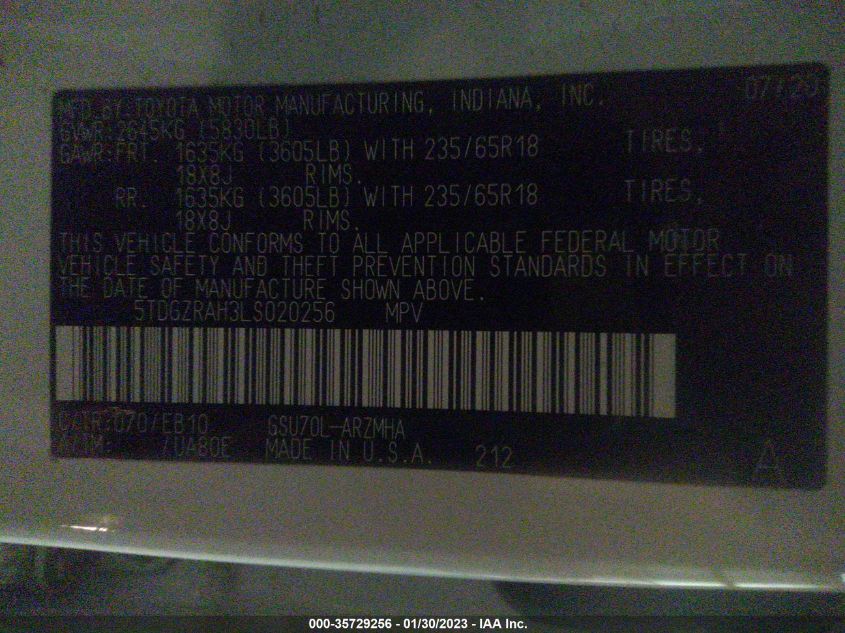 MFD. BY: TOYOTA MOTOR MANUFACTURING, INDIANA, INC. 07/20
GVWR: 2645KG (5830LB)
GAWR: FRT. 1635KG (3605LB) WITH 235/65R18 TIRES,
18X8J RIMS.
RR. 1635KG (3605LB) WITH 235/65R18 TIRES,
18X8J RIMS.
THIS VEHICLE CONFORMS TO ALL APPLICABLE FEDERAL MOTOR
VEHICLE SAFETY AND THEFT PREVENTION STANDARDS IN EFFECT ON
THE DATE OF MANUFACTURE SHOWN ABOVE.
5TDGZRAH3LS020256 MPV
C/TR: 070/EB10 GSU70L-ARZMHA
A/TM: /UA80E MADE IN U.S.A. 212 A
000-35729256 - 01/30/2023 - IAA Inc.